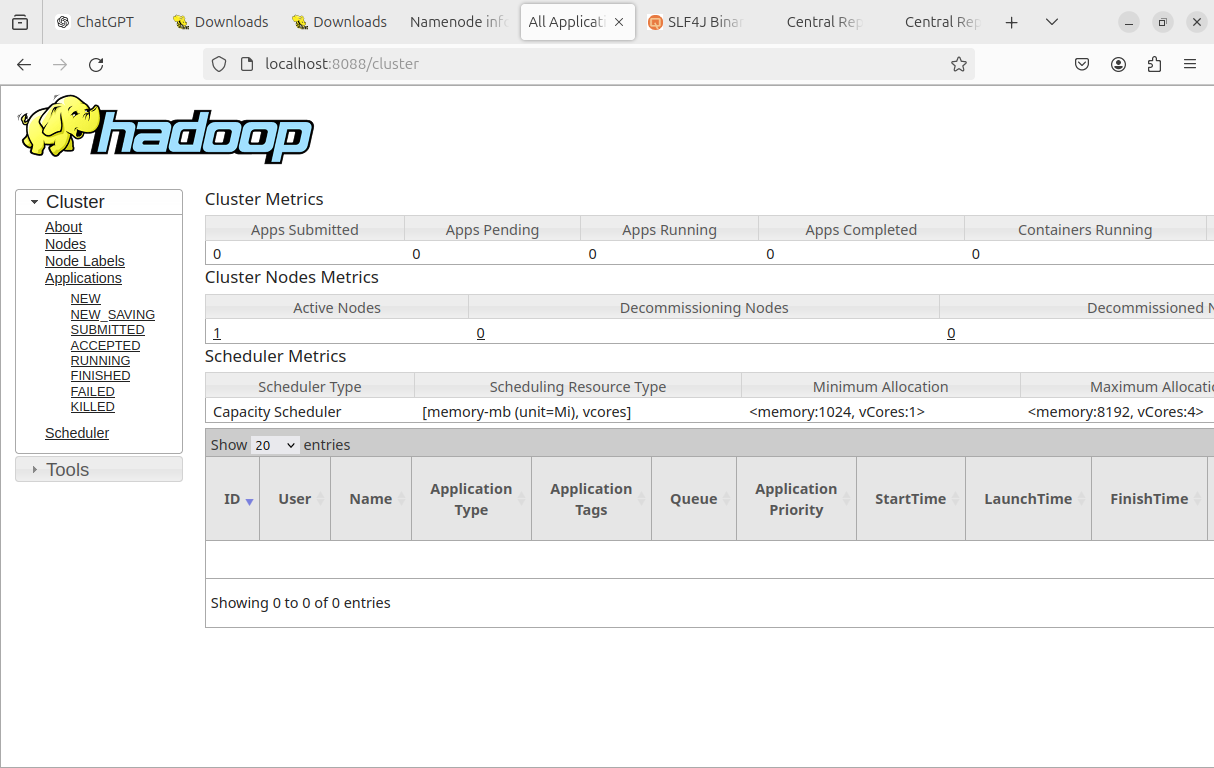 ChatGPT Downloads Downloads Namenode info All Applicati SLF4J Binar Central Rep Central Rep
localhost:8088/cluster
hadoop
Cluster
About
Nodes
Node Labels
Applications
NEW
NEW_SAVING
SUBMITTED
ACCEPTED
RUNNING
FINISHED
FAILED
KILLED
Scheduler
Tools
Cluster Metrics
Apps Submitted Apps Pending Apps Running Apps Completed Containers Running
0 0 0 0 0
Cluster Nodes Metrics
Active Nodes Decommissioning Nodes Decommissioned N
1 0 0
Scheduler Metrics
Scheduler Type Scheduling Resource Type Minimum Allocation Maximum Allocatio
Capacity Scheduler [memory-mb (unit=Mi), vcores] <memory:1024, vCores:1> <memory:8192, vCores:4>
Show 20 entries
ID User Name Application Type Application Tags Queue Application Priority StartTime LaunchTime FinishTime
Showing 0 to 0 of 0 entries